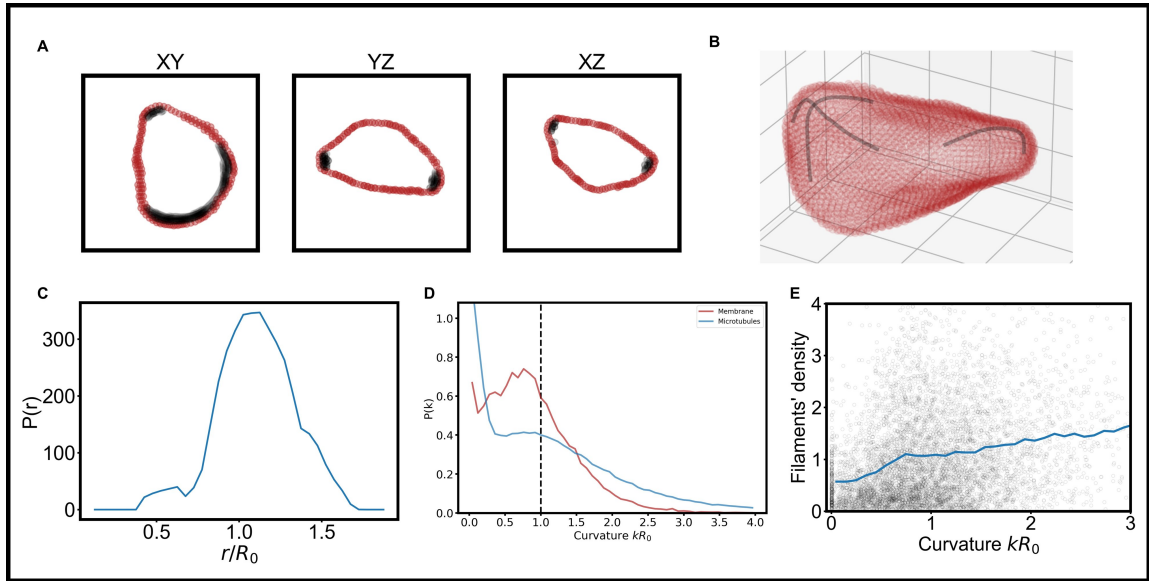 A
XY
YZ
XZ
B
C
P(r)
300
200
100
0
0.5
1.0
1.5
r/R₀
D
P(k)
1.0
0.8
0.6
0.4
0.2
0.0
Membrane
Microtubules
0.0
0.5
1.0
1.5
2.0
2.5
3.0
3.5
4.0
Curvature kR₀
E
Filaments' density
4
3
2
1
0
0
1
2
3
Curvature kR₀